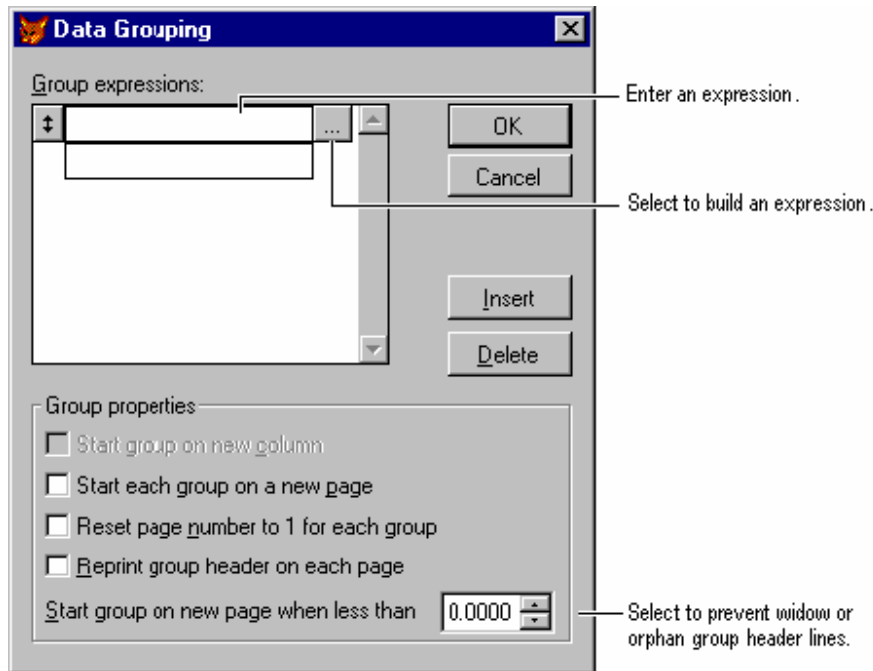 Data Grouping
Group expressions:
Enter an expression.
...
OK
Cancel
Select to build an expression.
Insert
Delete
Group properties
Start group on new column
Start each group on a new page
Reset page number to 1 for each group
Reprint group header on each page
Start group on new page when less than 0.0000
Select to prevent widow or
orphan group header lines.